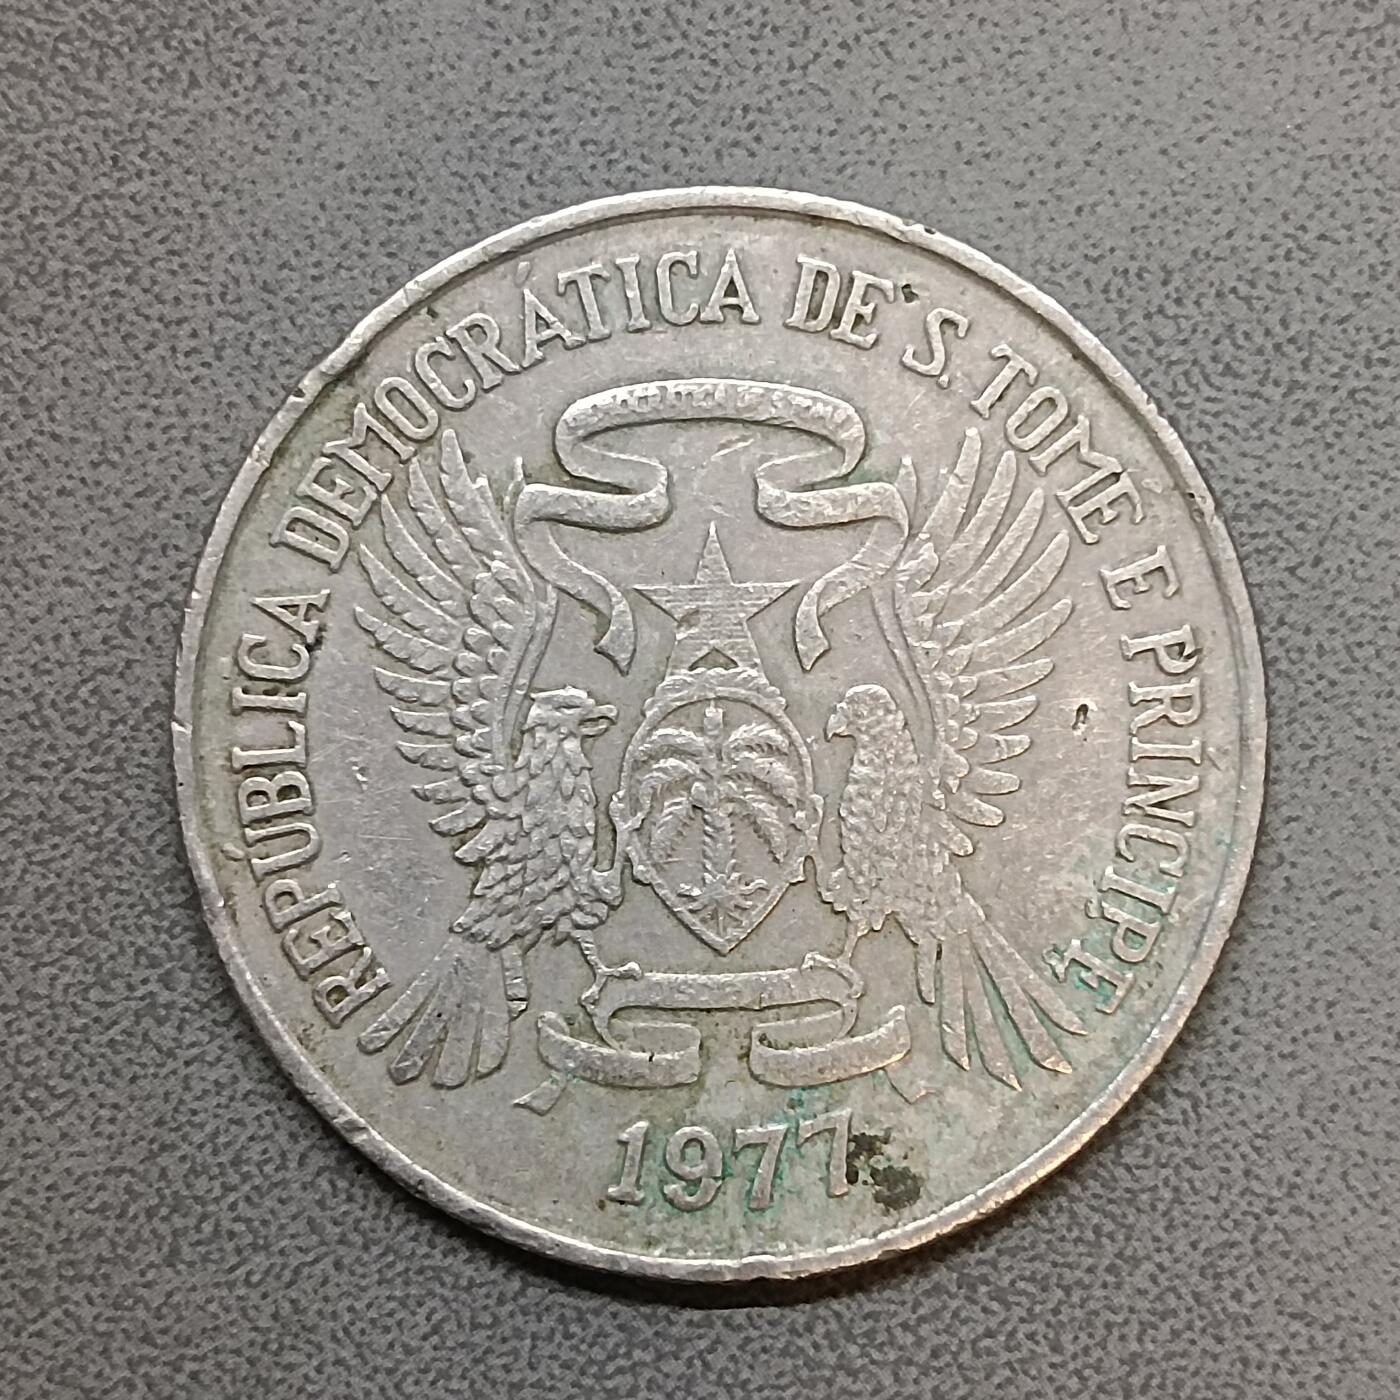 REPÚBLICA DEMOCRÁTICA DE S. TOMÉ E PRÍNCIPE
1977